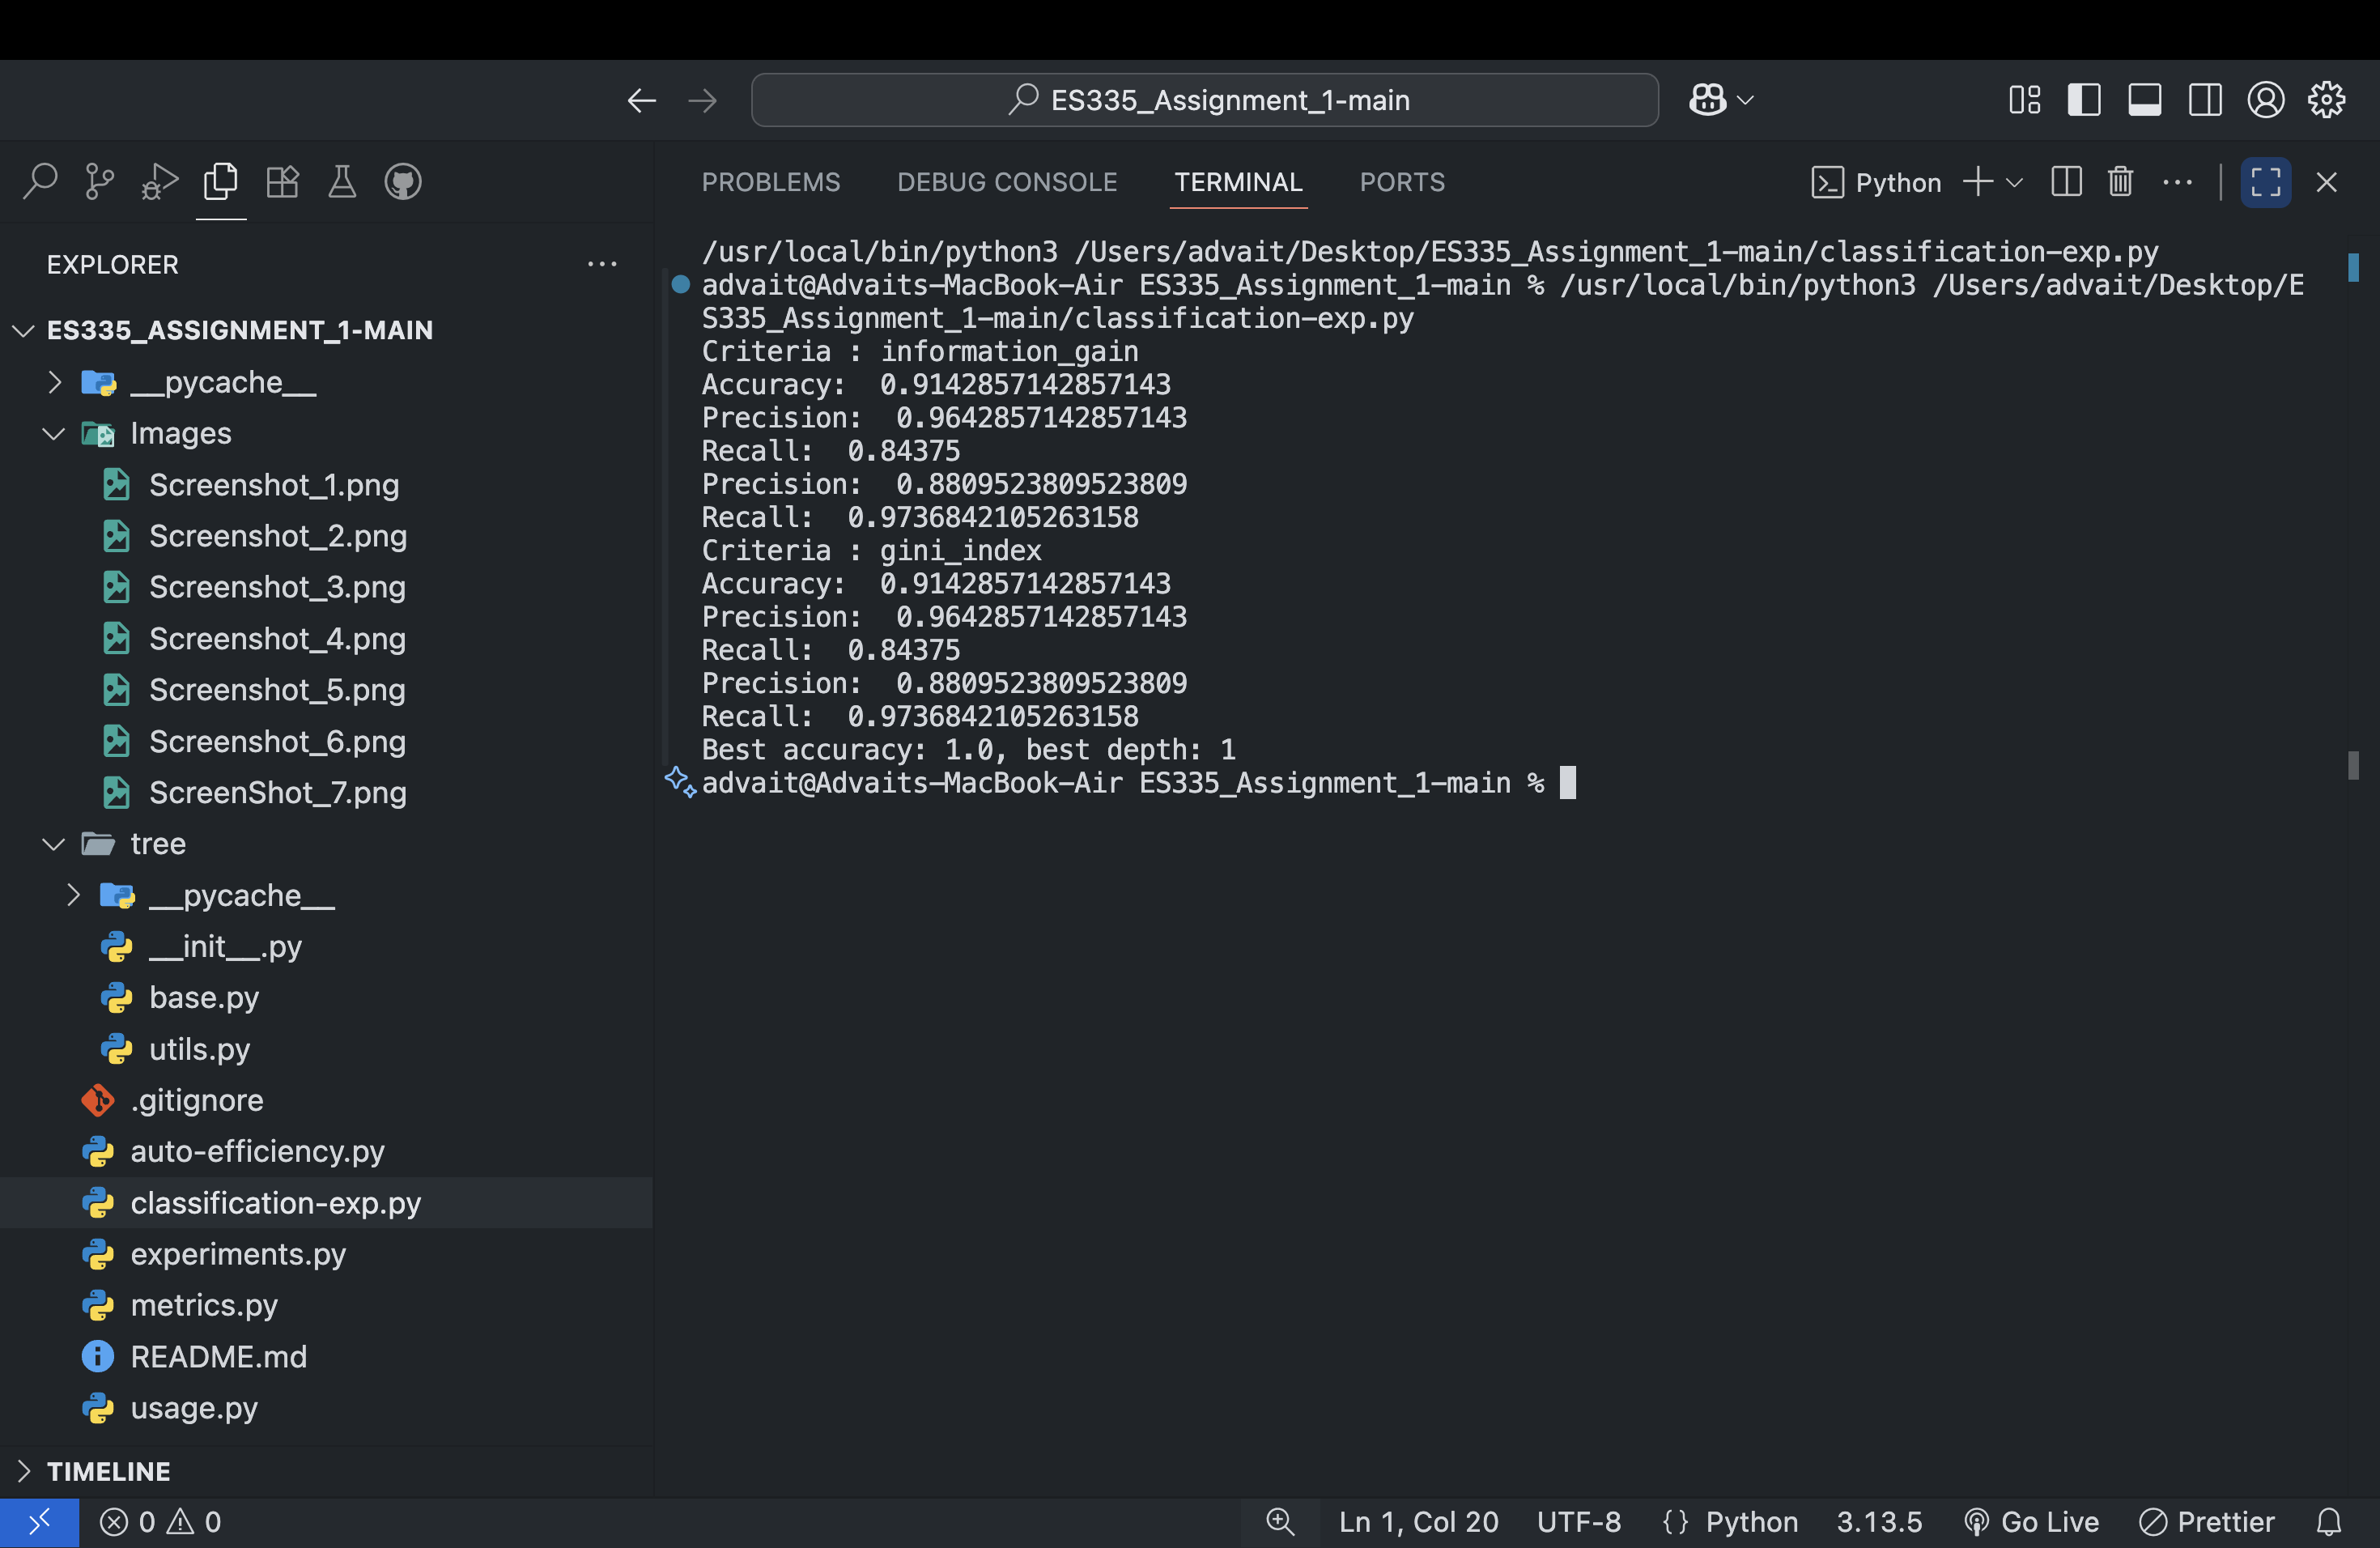 ES335_Assignment_1-main
EXPLORER
ES335_ASSIGNMENT_1-MAIN
__pycache__
Images
Screenshot_1.png
Screenshot_2.png
Screenshot_3.png
Screenshot_4.png
Screenshot_5.png
Screenshot_6.png
ScreenShot_7.png
tree
__pycache__
__init__.py
base.py
utils.py
.gitignore
auto-efficiency.py
classification-exp.py
experiments.py
metrics.py
README.md
usage.py
TIMELINE
PROBLEMS DEBUG CONSOLE TERMINAL PORTS Python
/usr/local/bin/python3 /Users/advait/Desktop/ES335_Assignment_1-main/classification-exp.py
advait@Advaits-MacBook-Air ES335_Assignment_1-main % /usr/local/bin/python3 /Users/advait/Desktop/E
S335_Assignment_1-main/classification-exp.py
Criteria : information_gain
Accuracy:  0.9142857142857143
Precision:  0.9642857142857143
Recall:  0.84375
Precision:  0.8809523809523809
Recall:  0.9736842105263158
Criteria : gini_index
Accuracy:  0.9142857142857143
Precision:  0.9642857142857143
Recall:  0.84375
Precision:  0.8809523809523809
Recall:  0.9736842105263158
Best accuracy: 1.0, best depth: 1
advait@Advaits-MacBook-Air ES335_Assignment_1-main %
0 0 Ln 1, Col 20 UTF-8 {} Python 3.13.5 Go Live Prettier